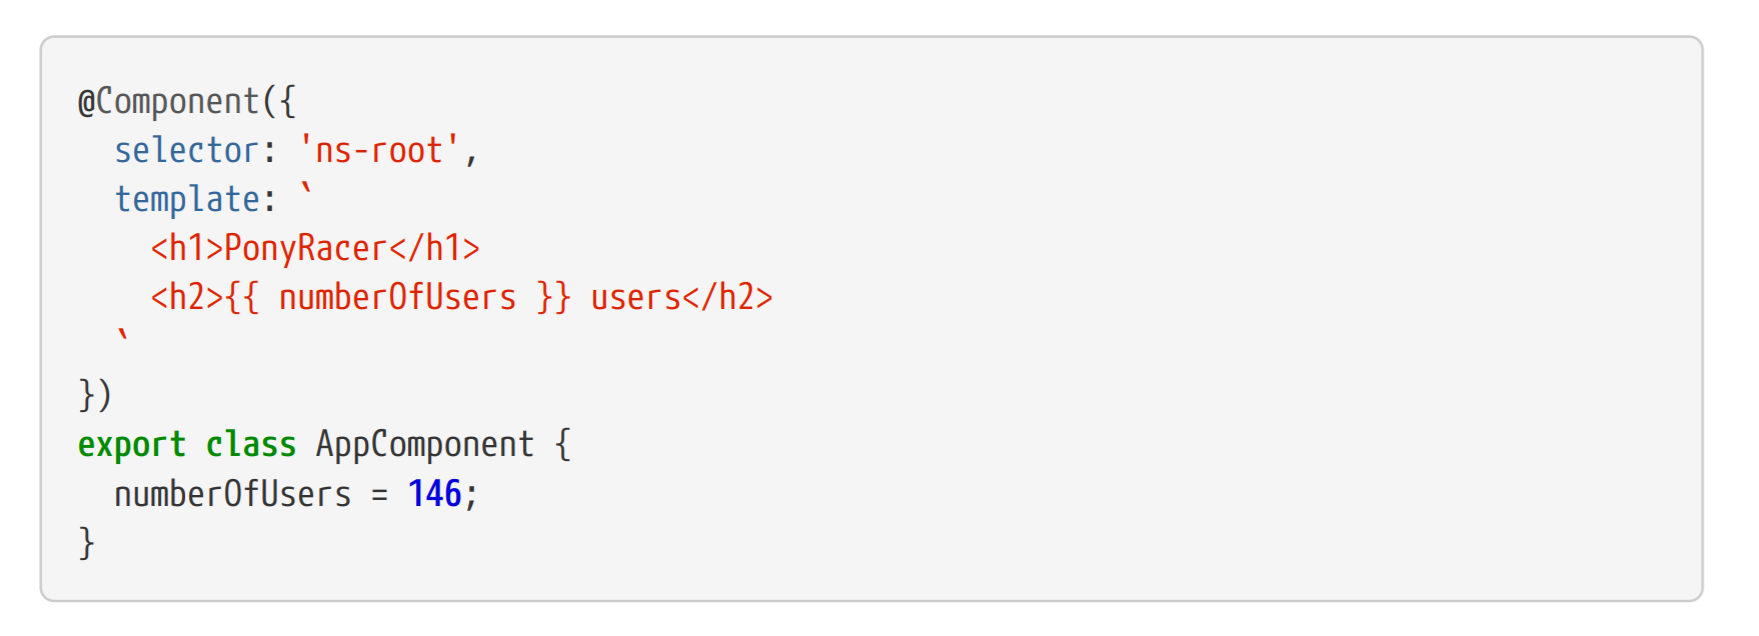 @Component({
  selector: 'ns-root',
  template: `
    <h1>PonyRacer</h1>
    <h2>{{ numberOfUsers }} users</h2>
  `
})
export class AppComponent {
  numberOfUsers = 146;
}